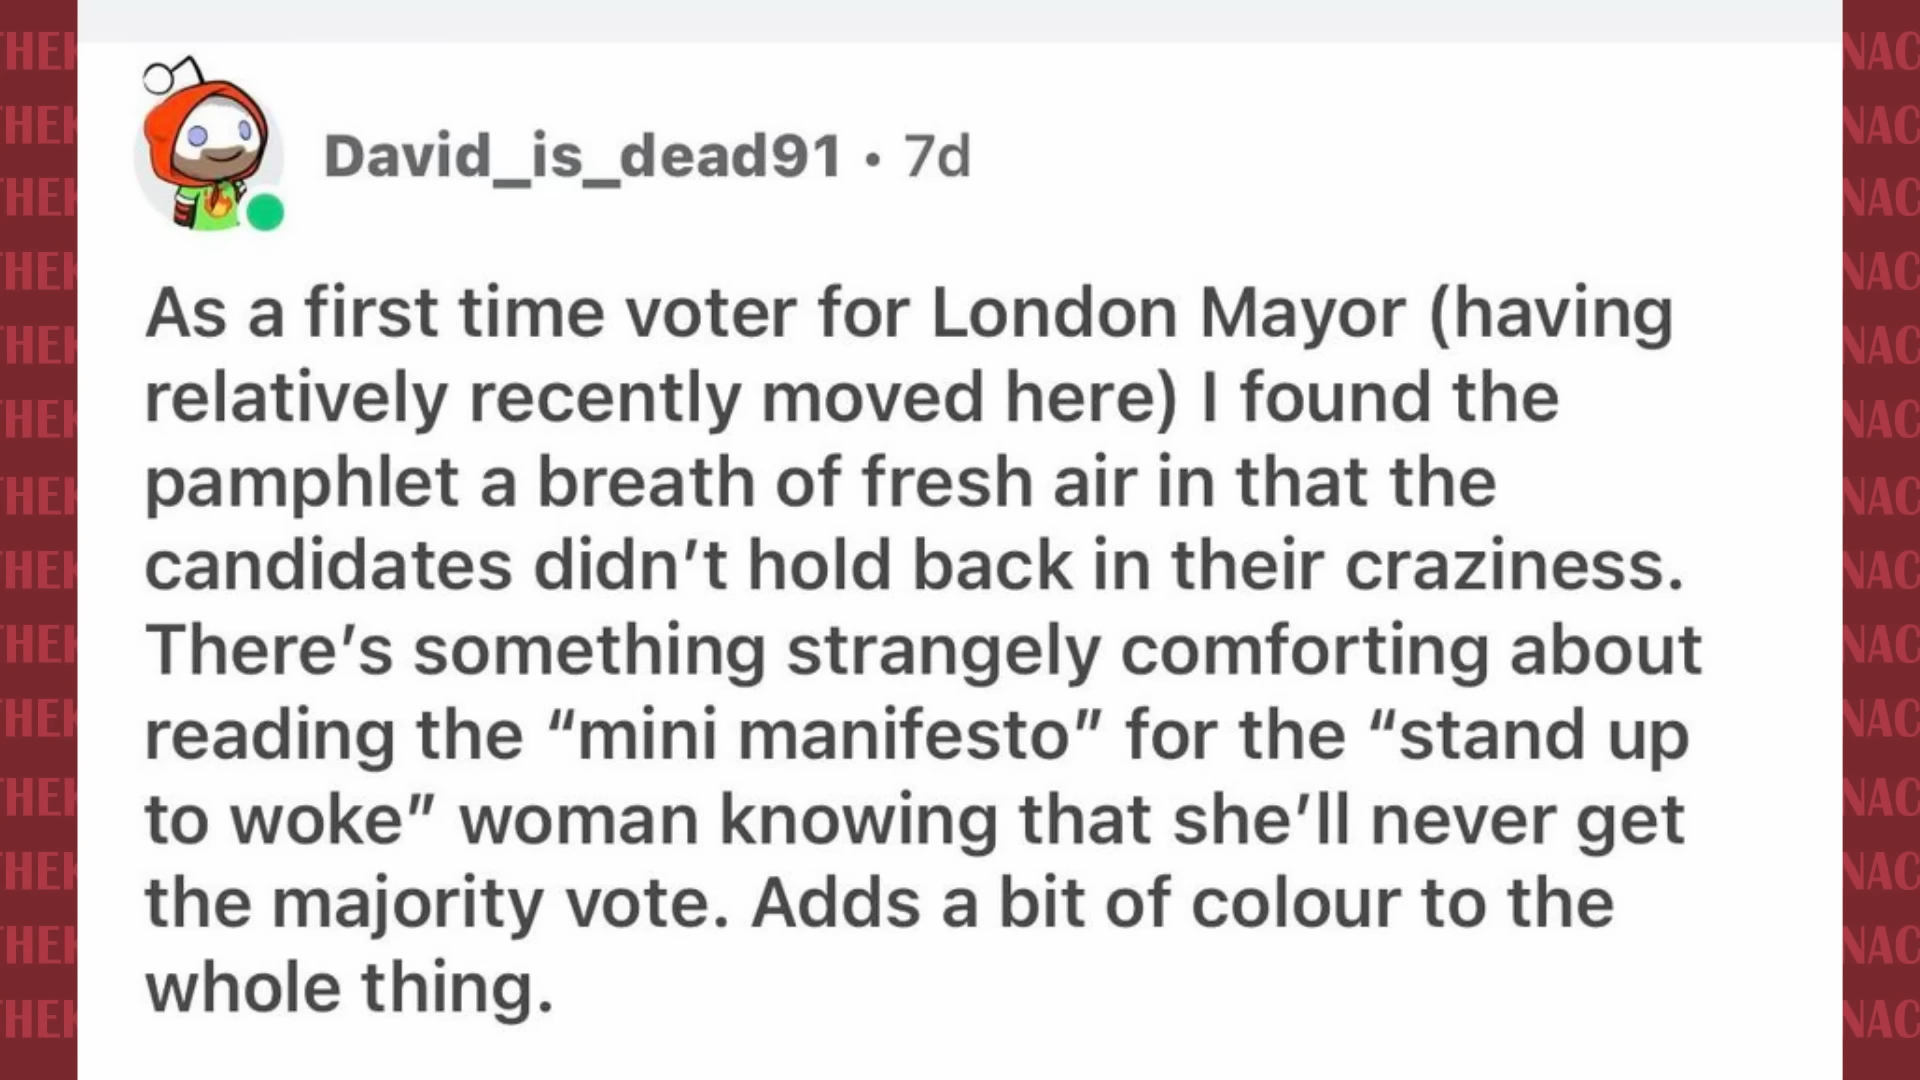 David_is_dead91 • 7d
As a first time voter for London Mayor (having
relatively recently moved here) I found the
pamphlet a breath of fresh air in that the
candidates didn’t hold back in their craziness.
There’s something strangely comforting about
reading the “mini manifesto” for the “stand up
to woke” woman knowing that she’ll never get
the majority vote. Adds a bit of colour to the
whole thing.